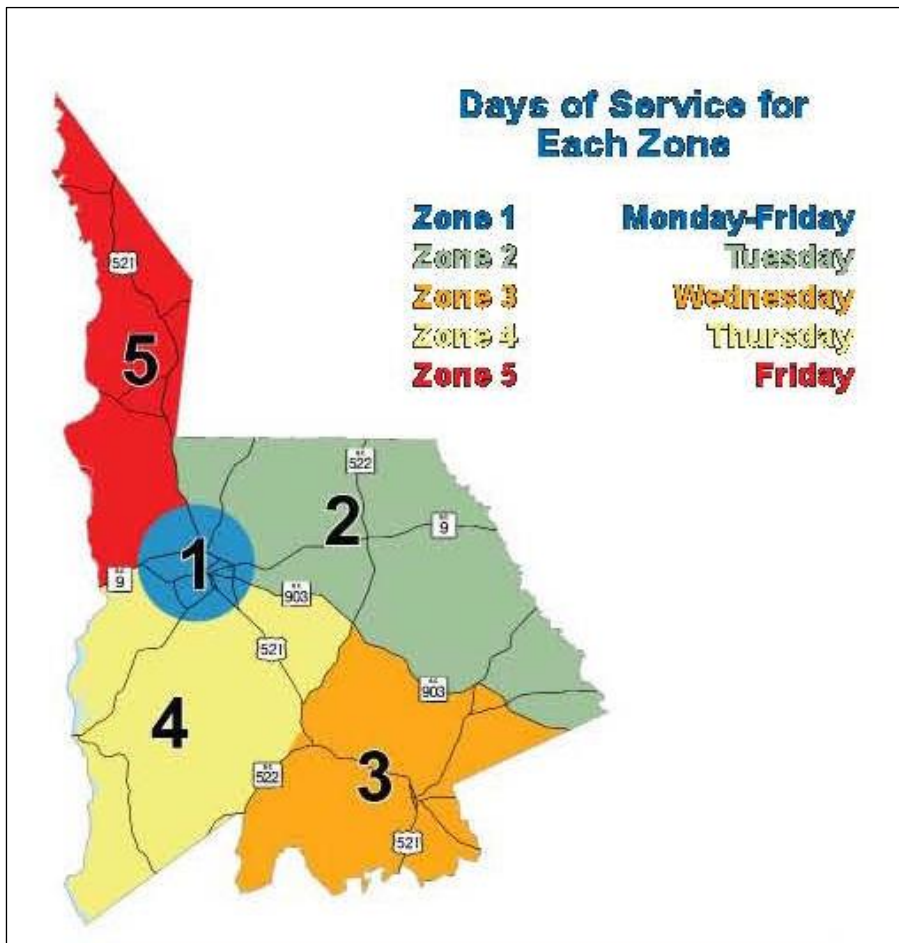 Days of Service for
Each Zone
Zone 1 Monday-Friday
Zone 2 Tuesday
Zone 3 Wednesday
Zone 4 Thursday
Zone 5 Friday
521
5
522
2
9
1
9
903
521
903
4
522
3
521